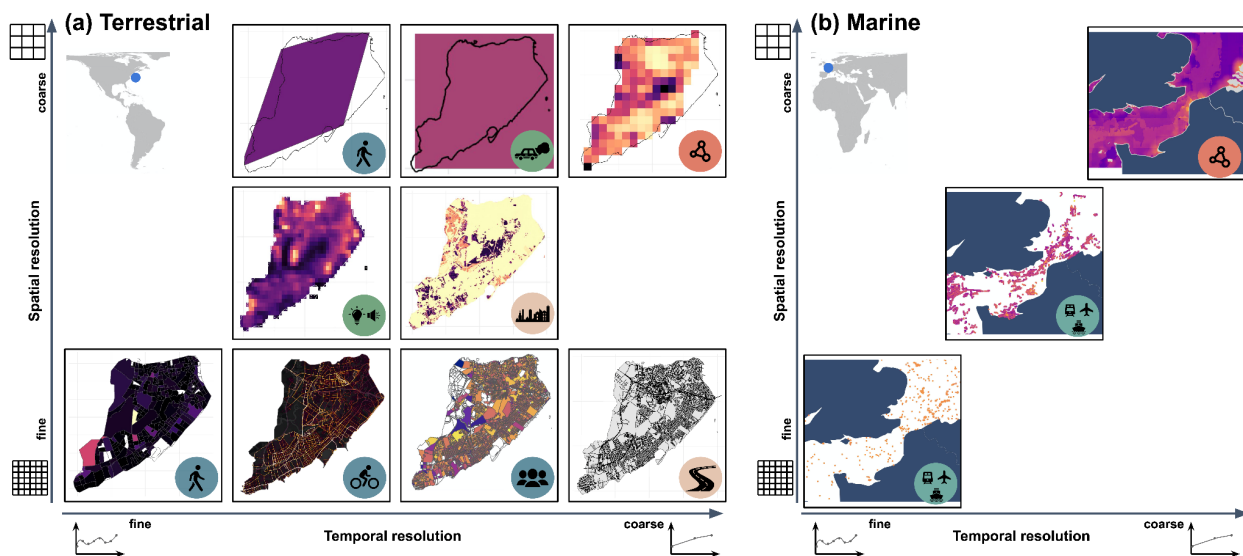 (a) Terrestrial
coarse
Spatial resolution
fine
fine
Temporal resolution
coarse
(b) Marine
coarse
Spatial resolution
fine
fine
Temporal resolution
coarse